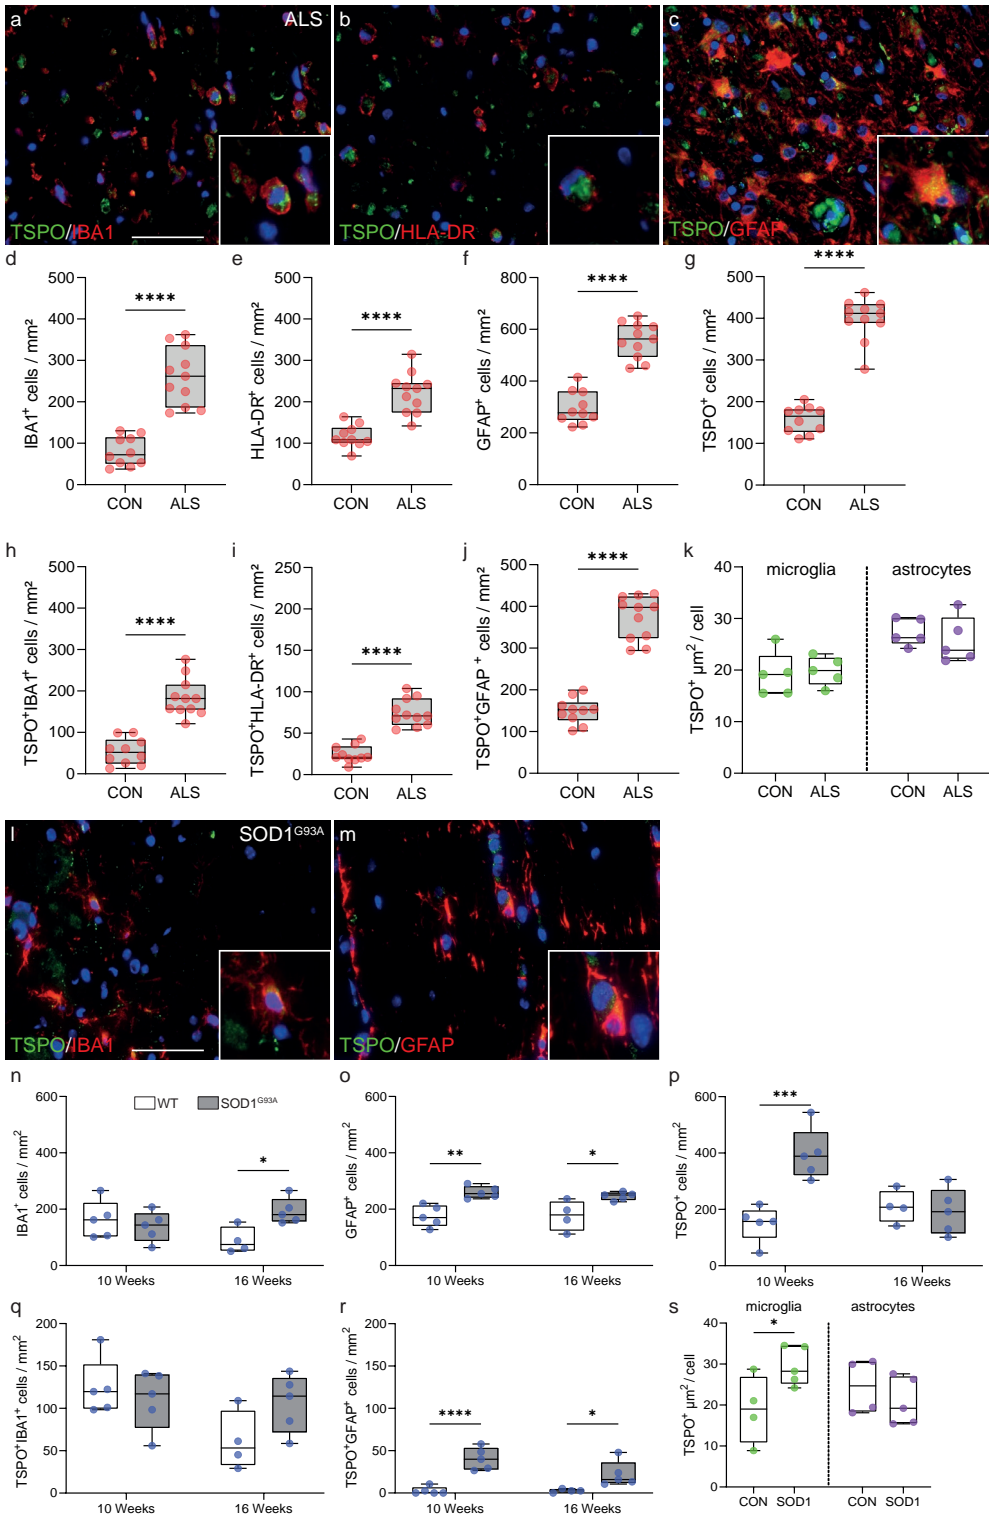 a ALS b c
TSPO/IBA1 TSPO/HLA-DR TSPO/GFAP
d e f g
IBA1⁺ cells / mm²
500
400
300
200
100
0
****
CON ALS
HLA-DR⁺ cells / mm²
500
400
300
200
100
0
****
CON ALS
GFAP⁺ cells / mm²
800
600
400
200
0
****
CON ALS
TSPO⁺ cells / mm²
500
400
300
200
100
0
****
CON ALS
h i j k
TSPO⁺IBA1⁺ cells / mm²
500
400
300
200
100
0
****
CON ALS
TSPO⁺HLA-DR⁺ cells / mm²
250
200
150
100
50
0
****
CON ALS
TSPO⁺GFAP⁺ cells / mm²
500
400
300
200
100
0
****
CON ALS
TSPO⁺ µm² / cell
microglia astrocytes
40
30
20
10
0
CON ALS CON ALS
l SOD1ᴳ⁹³ᴬ m
TSPO/IBA1 TSPO/GFAP
n o p
IBA1⁺ cells / mm²
600
400
200
0
WT SOD1ᴳ⁹³ᴬ
*
10 Weeks 16 Weeks
GFAP⁺ cells / mm²
600
400
200
0
** *
10 Weeks 16 Weeks
TSPO⁺ cells / mm²
600
400
200
0
***
10 Weeks 16 Weeks
q r s
TSPO⁺IBA1⁺ cells / mm²
200
150
100
50
0
10 Weeks 16 Weeks
TSPO⁺GFAP⁺ cells / mm²
200
150
100
50
0
**** *
10 Weeks 16 Weeks
TSPO⁺ µm² / cell
microglia astrocytes
40
30
20
10
0
*
CON SOD1 CON SOD1